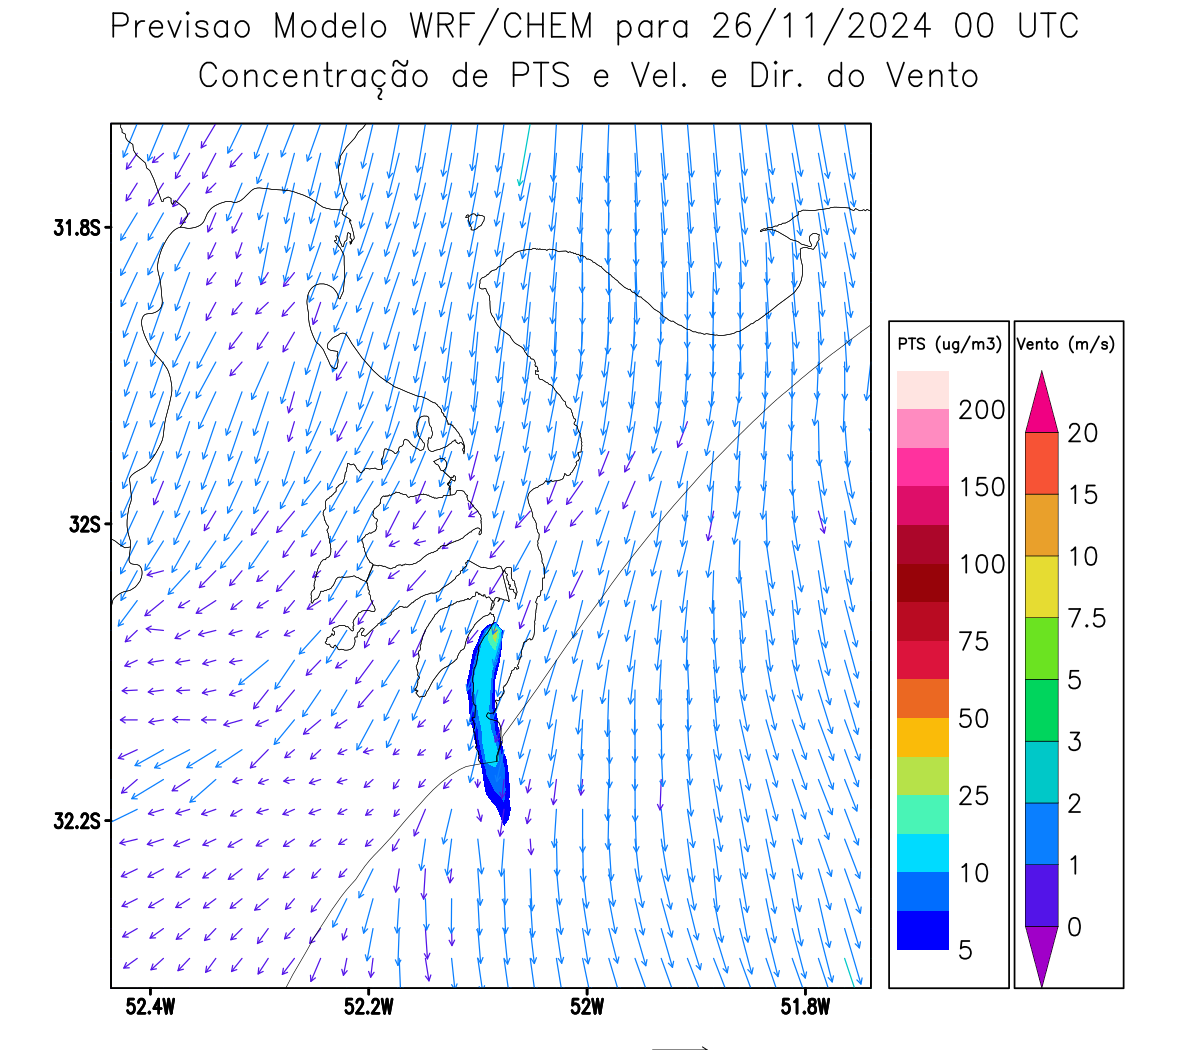 Previsao Modelo WRF/CHEM para 26/11/2024 00 UTC
Concentração de PTS e Vel. e Dir. do Vento
31.8S
32S
32.2S
52.4W
52.2W
52W
51.8W
PTS (ug/m3)
200
150
100
75
50
25
10
5
Vento (m/s)
20
15
10
7.5
5
3
2
1
0